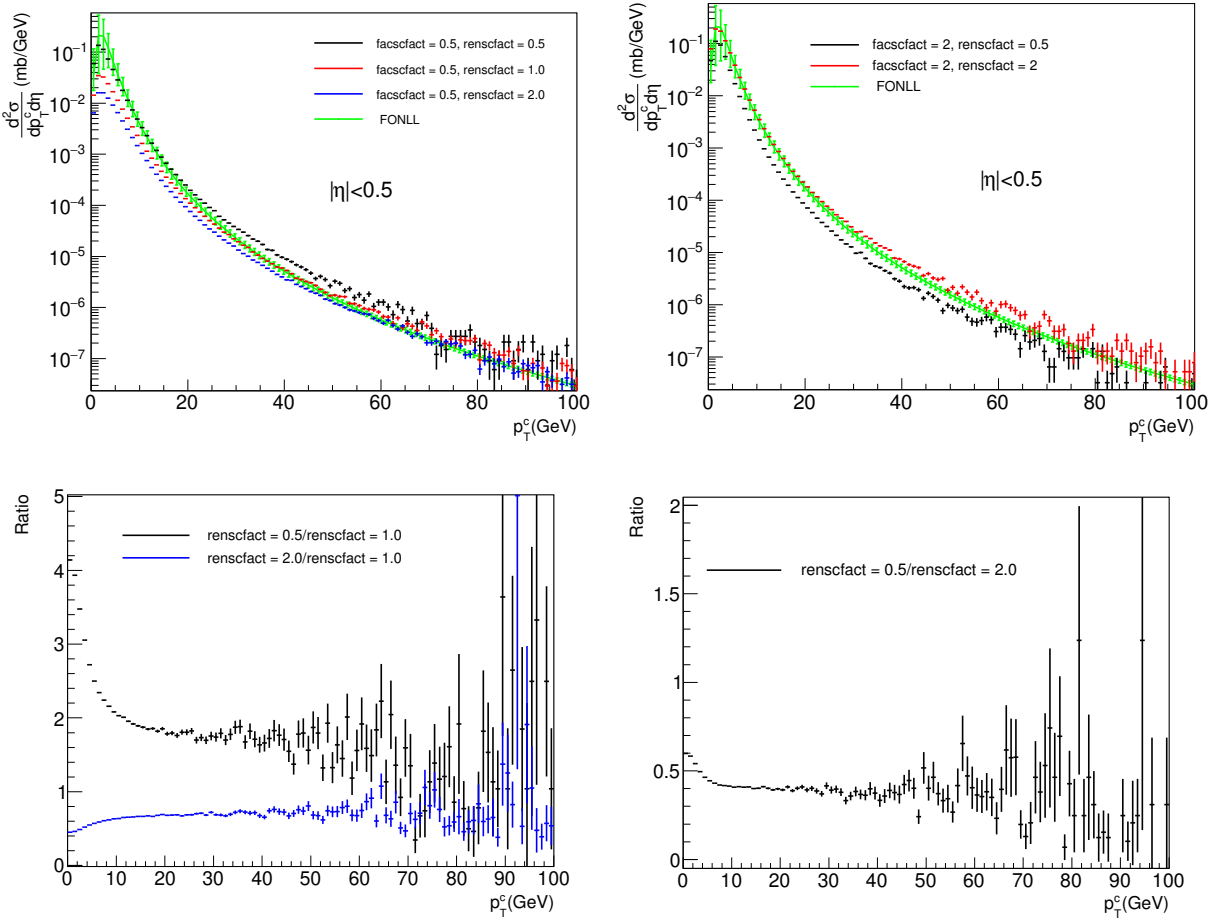 d²σ/dp_T^c dη (mb/GeV)
10⁻¹
10⁻²
10⁻³
10⁻⁴
10⁻⁵
10⁻⁶
10⁻⁷
facscfact = 0.5, renscfact = 0.5
facscfact = 0.5, renscfact = 1.0
facscfact = 0.5, renscfact = 2.0
FONLL
|η|<0.5
0 20 40 60 80 100
p_T^c(GeV)
d²σ/dp_T^c dη (mb/GeV)
10⁻¹
10⁻²
10⁻³
10⁻⁴
10⁻⁵
10⁻⁶
10⁻⁷
facscfact = 2, renscfact = 0.5
facscfact = 2, renscfact = 2
FONLL
|η|<0.5
0 20 40 60 80 100
p_T^c(GeV)
Ratio
5
4
3
2
1
0
renscfact = 0.5/renscfact = 1.0
renscfact = 2.0/renscfact = 1.0
0 10 20 30 40 50 60 70 80 90 100
p_T^c(GeV)
Ratio
2
1.5
1
0.5
0
renscfact = 0.5/renscfact = 2.0
0 10 20 30 40 50 60 70 80 90 100
p_T^c(GeV)